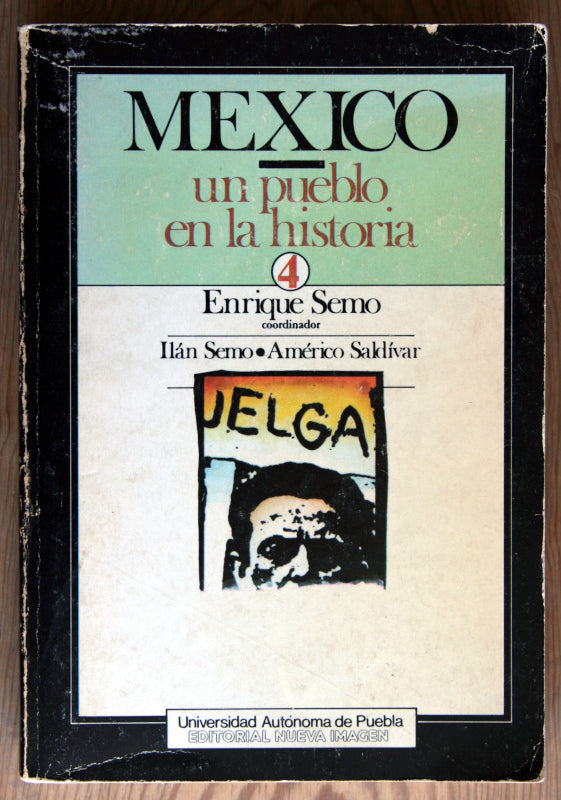 MEXICO
un pueblo
en la historia
4
Enrique Semo
coordinador
Ilán Semo • Américo Saldívar
UELGA
Universidad Autónoma de Puebla
EDITORIAL NUEVA IMAGEN